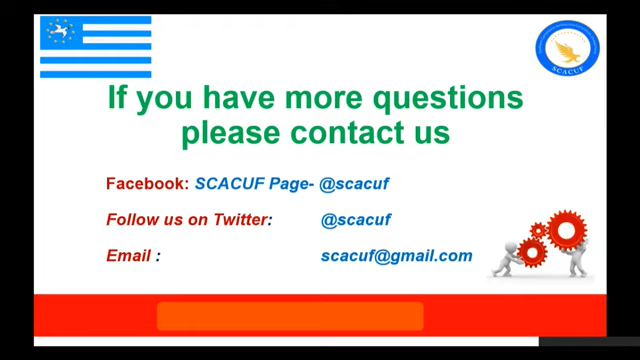 SCACUF
If you have more questions
please contact us
Facebook: SCACUF Page- @scacuf
Follow us on Twitter: @scacuf
Email : scacuf@gmail.com